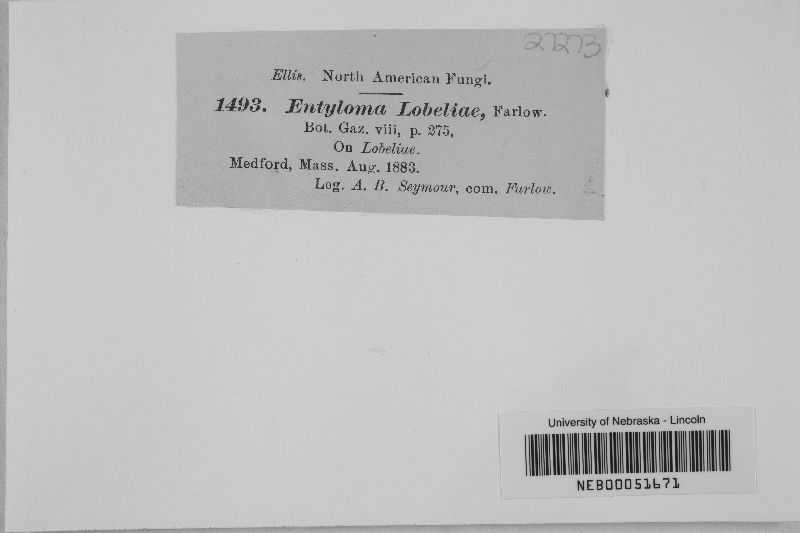 27273
Ellis. North American Fungi.
1493. Entyloma Lobeliae, Farlow.
Bot. Gaz. viii, p. 275.
On Lobeliae.
Medford, Mass. Aug. 1883.
Log. A. B. Seymour, com. Farlow.
University of Nebraska - Lincoln
NEB00051671